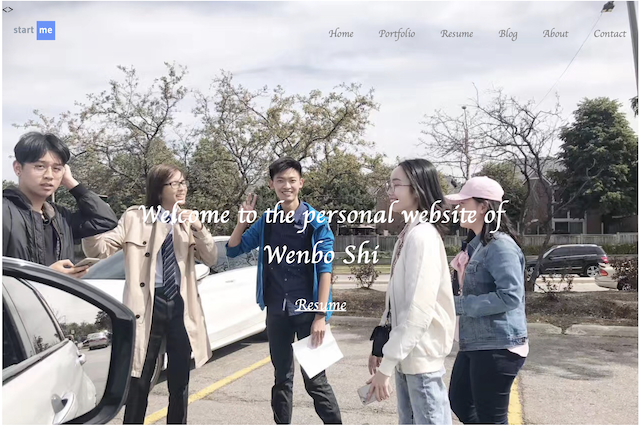 <>
start me
Home Portfolio Resume Blog About Contact
Welcome to the personal website of
Wenbo Shi
Resume